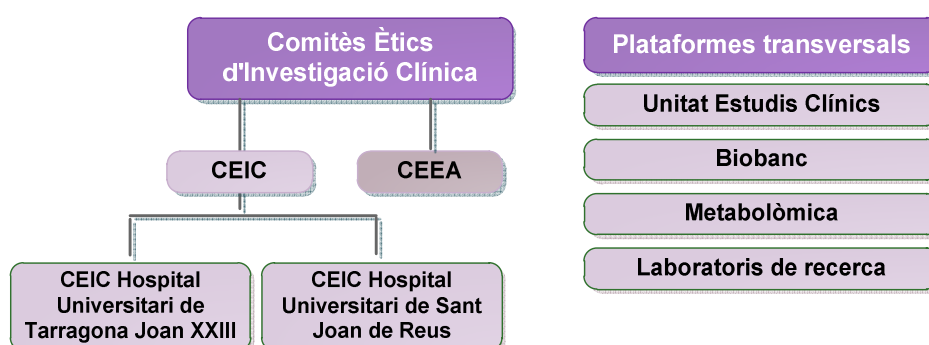 Comitès Ètics
d'Investigació Clínica
CEIC
CEEA
CEIC Hospital
Universitari de
Tarragona Joan XXIII
CEIC Hospital
Universitari de Sant
Joan de Reus
Plataformes transversals
Unitat Estudis Clínics
Biobanc
Metabolòmica
Laboratoris de recerca